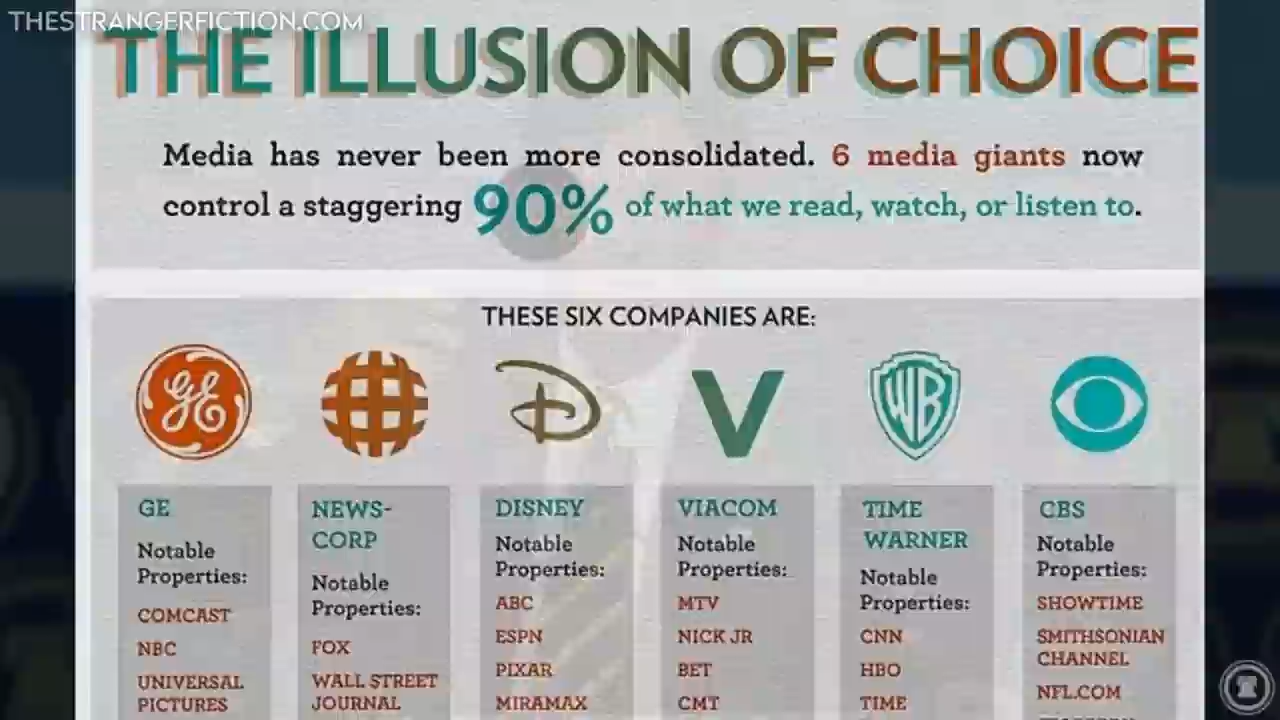 THESTRANGERFICTION.COM
THE ILLUSION OF CHOICE
Media has never been more consolidated. 6 media giants now
control a staggering 90% of what we read, watch, or listen to.
THESE SIX COMPANIES ARE:
GE
D
V
WB
GE
Notable
Properties:
COMCAST
NBC
UNIVERSAL
PICTURES
NEWS-
CORP
Notable
Properties:
FOX
WALL STREET
JOURNAL
DISNEY
Notable
Properties:
ABC
ESPN
PIXAR
MIRAMAX
VIACOM
Notable
Properties:
MTV
NICK JR
BET
CMT
TIME
WARNER
Notable
Properties:
CNN
HBO
TIME
CBS
Notable
Properties:
SHOWTIME
SMITHSONIAN
CHANNEL
NFL.COM